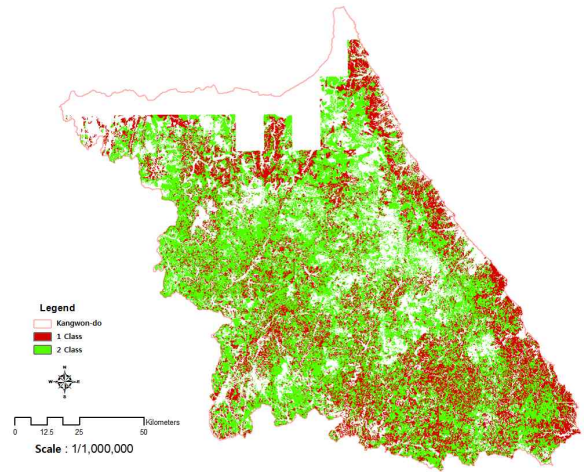 Legend
Kangwon-do
1 Class
2 Class
N
W E
S
Kilometers
0 12.5 25 50
Scale : 1/1,000,000